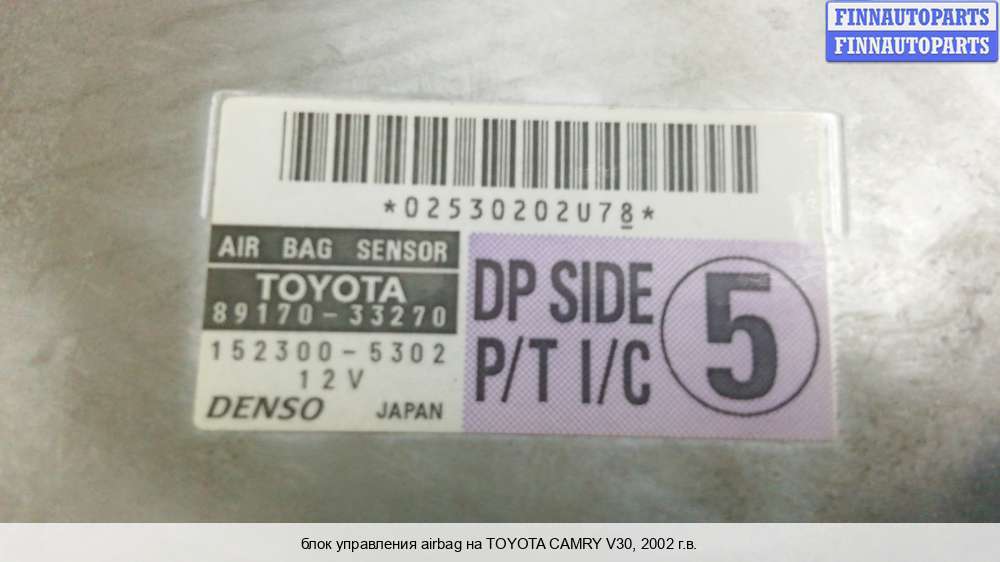 FINNAUTOPARTS
FINNAUTOPARTS
*02530202U78*
AIR BAG SENSOR
TOYOTA
89170-33270
152300-5302
12V
DENSO JAPAN
DP SIDE
P/T I/C
5
блок управления airbag на TOYOTA CAMRY V30, 2002 г.в.